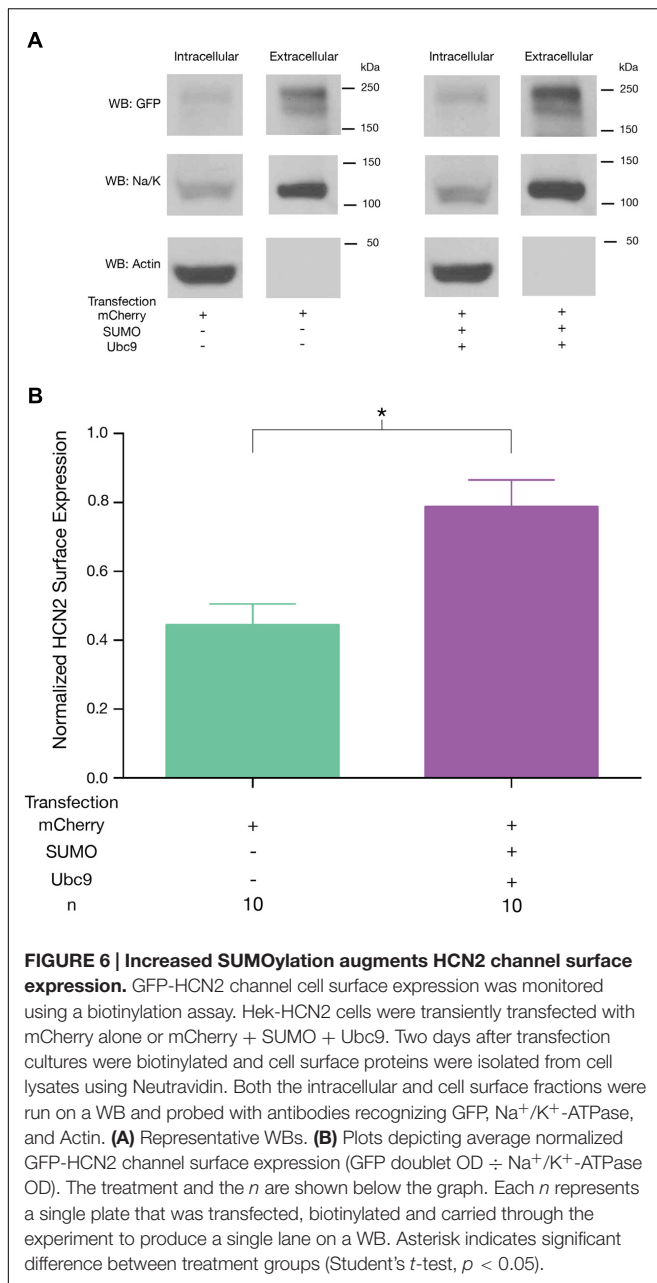 A
Intracellular Extracellular Intracellular Extracellular
kDa kDa
WB: GFP 250 250
150 150
WB: Na/K 150 150
100 100
WB: Actin 50 50
Transfection
mCherry + + + +
SUMO - - + +
Ubc9 - - + +
B
*
Normalized HCN2 Surface Expression
1.0
0.8
0.6
0.4
0.2
0.0
Transfection
mCherry + +
SUMO - +
Ubc9 - +
n 10 10
FIGURE 6 | Increased SUMOylation augments HCN2 channel surface
expression. GFP-HCN2 channel cell surface expression was monitored
using a biotinylation assay. Hek-HCN2 cells were transiently transfected with
mCherry alone or mCherry + SUMO + Ubc9. Two days after transfection
cultures were biotinylated and cell surface proteins were isolated from cell
lysates using Neutravidin. Both the intracellular and cell surface fractions were
run on a WB and probed with antibodies recognizing GFP, Na⁺/K⁺-ATPase,
and Actin. (A) Representative WBs. (B) Plots depicting average normalized
GFP-HCN2 channel surface expression (GFP doublet OD ÷ Na⁺/K⁺-ATPase
OD). The treatment and the n are shown below the graph. Each n represents
a single plate that was transfected, biotinylated and carried through the
experiment to produce a single lane on a WB. Asterisk indicates significant
difference between treatment groups (Student's t-test, p < 0.05).